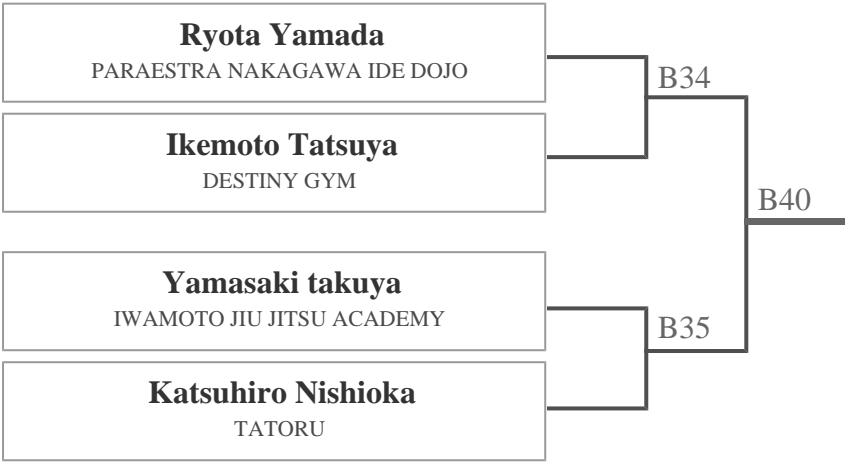 Ryota Yamada
PARAESTRA NAKAGAWA IDE DOJO
B34
Ikemoto Tatsuya
DESTINY GYM
B40
Yamasaki takuya
IWAMOTO JIU JITSU ACADEMY
B35
Katsuhiro Nishioka
TATORU